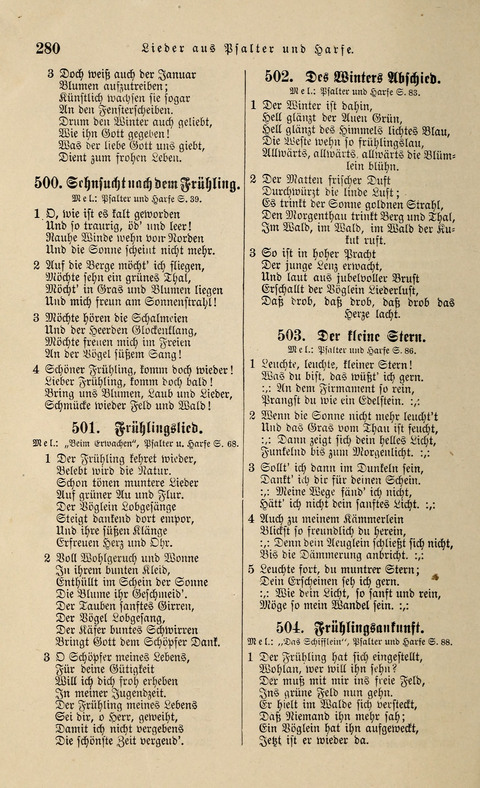 280 Lieder aus Psalter und Harfe.
3 Doch weiß auch der Januar
Blumen aufzutreiben;
Künstlich wachsen sie sogar
An den Fensterscheiben.
Drum den Winter auch geliebt,
Wie ihn Gott gegeben!
Was der liebe Gott uns giebt,
Dient zum frohen Leben.
500. Sehnsucht nach dem Frühling.
Mel: Psalter und Harfe S. 39.
1 O, wie ist es kalt geworden
Und so traurig, öd' und leer!
Rauhe Winde wehn von Norden
Und die Sonne scheint nicht mehr.
2 Auf die Berge möcht' ich fliegen,
Möchte sehn ein grünes Thal,
Möcht' in Gras und Blumen liegen
Und mich freun am Sonnenstrahl!
3 Möchte hören die Schalmeien
Und der Heerden Glockenklang,
Möchte freuen mich im Freien
An der Vögel süßem Sang!
4 Schöner Frühling, komm doch wieder!
Lieber Frühling, komm doch bald!
Bring uns Blumen, Laub und Lieder,
Schmücke wieder Feld und Wald!
501. Frühlingslied.
Mel: „Beim Erwachen", Psalter u. Harfe S. 68.
1 Der Frühling kehret wieder,
Belebt wird die Natur.
Schon tönen muntere Lieder
Auf grüner Au und Flur.
Der Vöglein Lobgesänge
Steigt dankend dort empor,
Und ihre süßen Klänge
Erfreuen Herz und Ohr.
2 Voll Wohlgeruch und Wonne
In ihrem bunten Kleid,
Enthüllt im Schein der Sonne
Die Blume ihr Geschmeid'.
Der Tauben sanftes Girren,
Der Vögel Lobgesang,
Der Käfer buntes Schwirren
Bringt Gott dem Schöpfer Dank.
3 O Schöpfer meines Lebens,
Für deine Gütigkeit
Will ich dich froh erheben
In meiner Jugendzeit.
Der Frühling meines Lebens
Sei dir, o Herr, geweiht,
Damit ich nicht vergebens
Die schönste Zeit vergeud'.
502. Des Winters Abschied.
Mel: Psalter und Harfe S. 83.
1 Der Winter ist dahin,
Hell glänzt der Auen Grün,
Hell glänzt des Himmels lichtes Blau,
Die Weste wehn so frühlingslau,
Allwärts, allwärts, allwärts die Blüm-
lein blühn.
2 Der Matten frischer Duft
Durchwürzt die linde Luft;
Es trinkt der Sonne goldnen Strahl,
Den Morgenthau trinkt Berg und Thal,
Im Wald, im Wald, im Wald der Ku-
kuk ruft.
3 So ist in hoher Pracht
Der junge Lenz erwacht,
Und laut aus jubelvoller Brust
Erschallt der Vöglein Liederlust,
Daß drob, daß drob, daß drob das
Herze lacht.
503. Der kleine Stern.
Mel: Psalter und Harfe S. 86.
1 Leuchte, leuchte, kleiner Stern!
Was du bist, das wüßt' ich gern.
:,: An dem Firmament so rein,
Prangst du wie ein Edelstein. :,:
2 Wenn die Sonne nicht mehr leucht't
Und das Gras vom Thau ist feucht,
:,: Dann zeigt sich dein helles Licht,
Funkelnd bis zum Morgenlicht. :,:
3 Sollt' ich dann im Dunkeln sein,
Dankt' ich dir für deinen Schein.
:,: Meine Wege fänd' ich nicht,
Hätt' ich nicht dein sanftes Licht. :,:
4 Auch zu meinem Kämmerlein
Blickst so freundlich du herein,
:,: Denn dein Aeuglein schließt sich nicht,
Bis die Dämmerung anbricht. :,:
5 Leuchte fort, du muntrer Stern;
Dein Erscheinen seh ich gern.
:,: Wie dein Licht, so sanft und rein,
Möge so mein Wandel sein. :,:
504. Frühlingsankunft.
Mel: „Das Schifflein", Psalter und Harfe S. 88.
1 Der Frühling hat sich eingestellt,
Wohlan, wer will ihn sehn?
Der muß mit mir ins freie Feld,
Ins grüne Feld nun gehn.
Er hielt im Walde sich versteckt,
Daß Niemand ihn mehr sah;
Ein Vöglein hat ihn aufgeweckt,
Jetzt ist er wieder da.